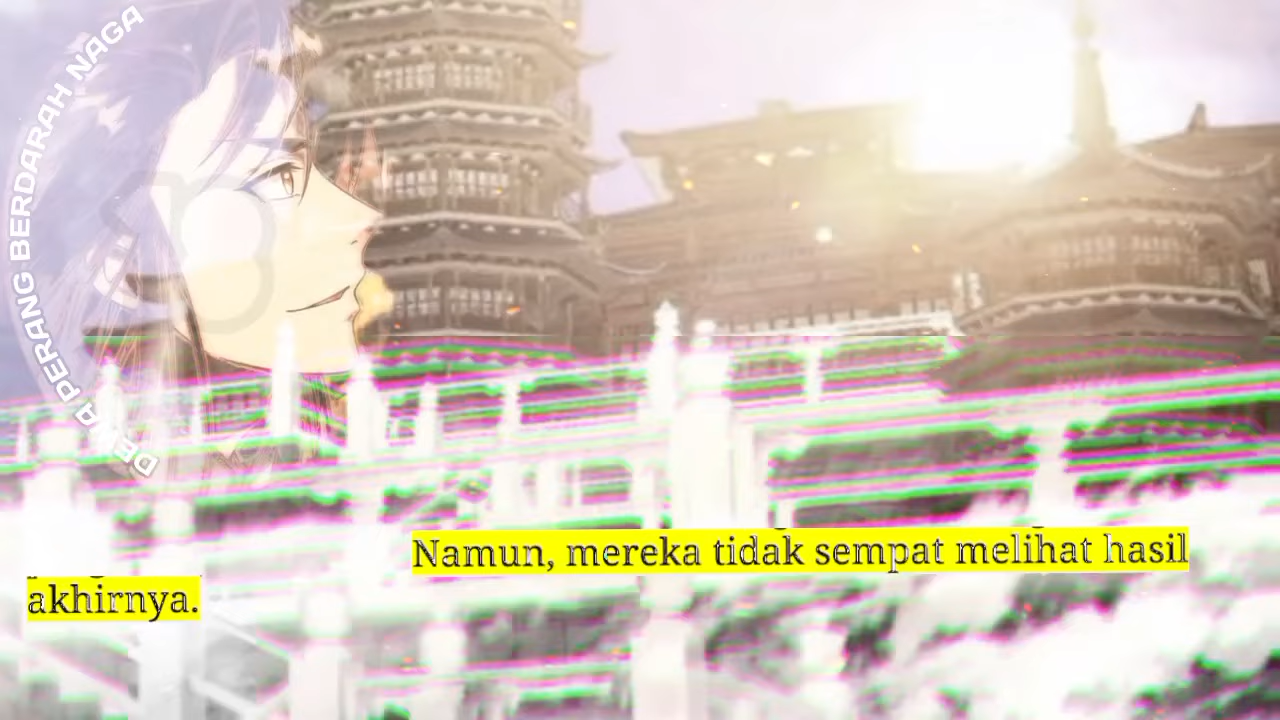 DEWA PERANG BERDARAH NAGA
Namun, mereka tidak sempat melihat hasil
akhirnya.